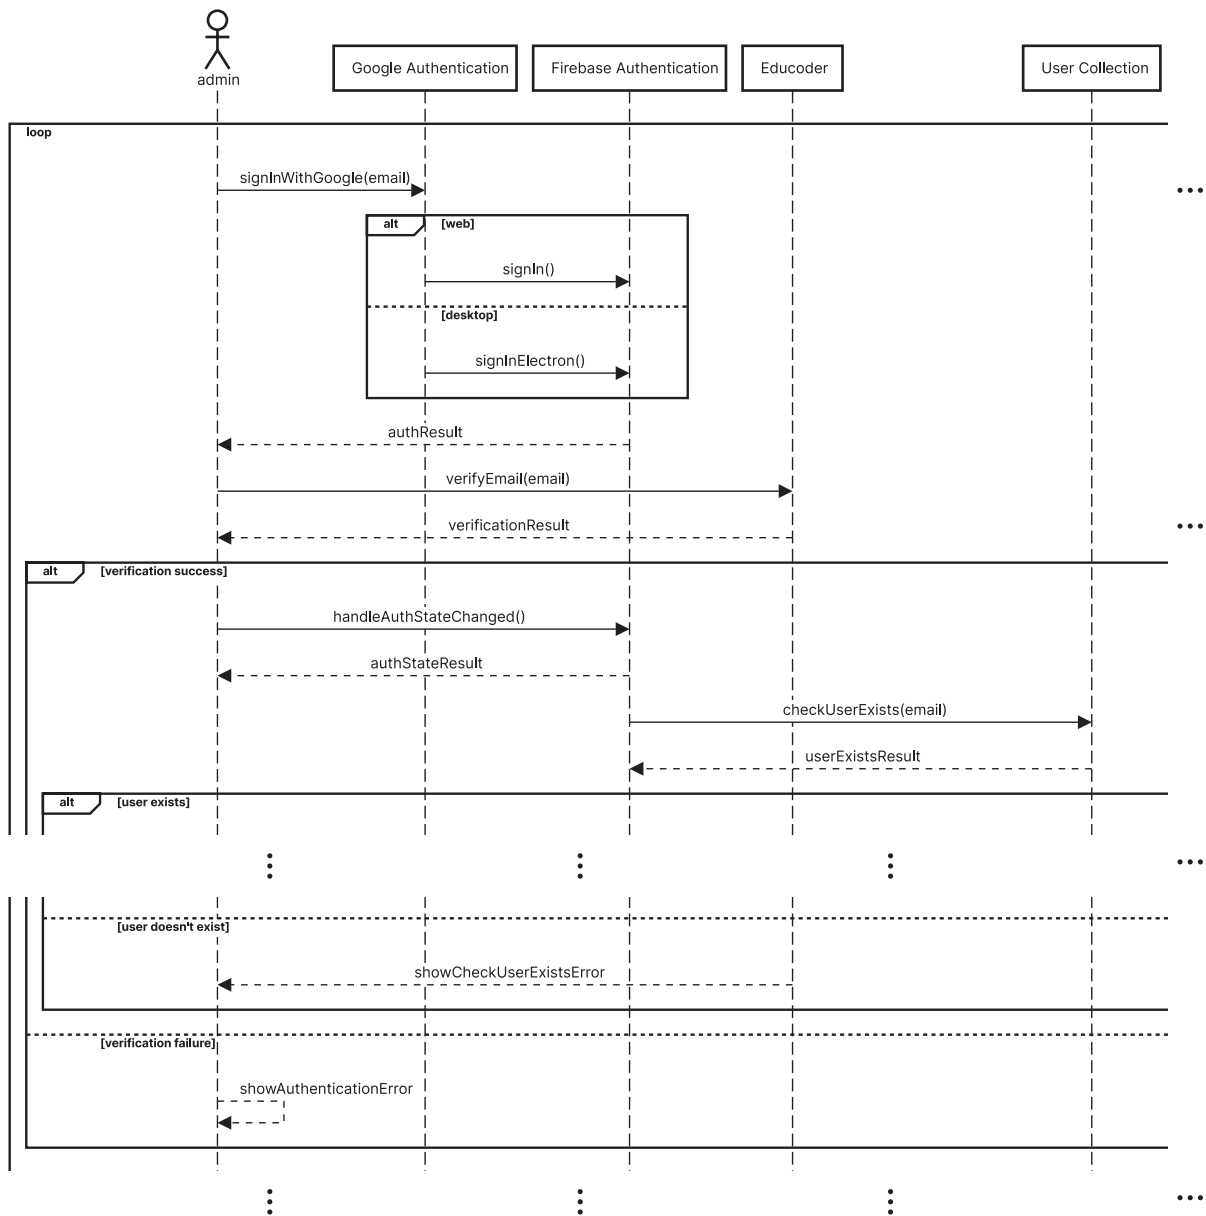 admin
Google Authentication
Firebase Authentication
Educoder
User Collection
loop
signInWithGoogle(email)
alt
[web]
signIn()
[desktop]
signInElectron()
authResult
verifyEmail(email)
verificationResult
alt
[verification success]
handleAuthStateChanged()
authStateResult
checkUserExists(email)
userExistsResult
alt
[user exists]
[user doesn't exist]
showCheckUserExistsError
[verification failure]
showAuthenticationError